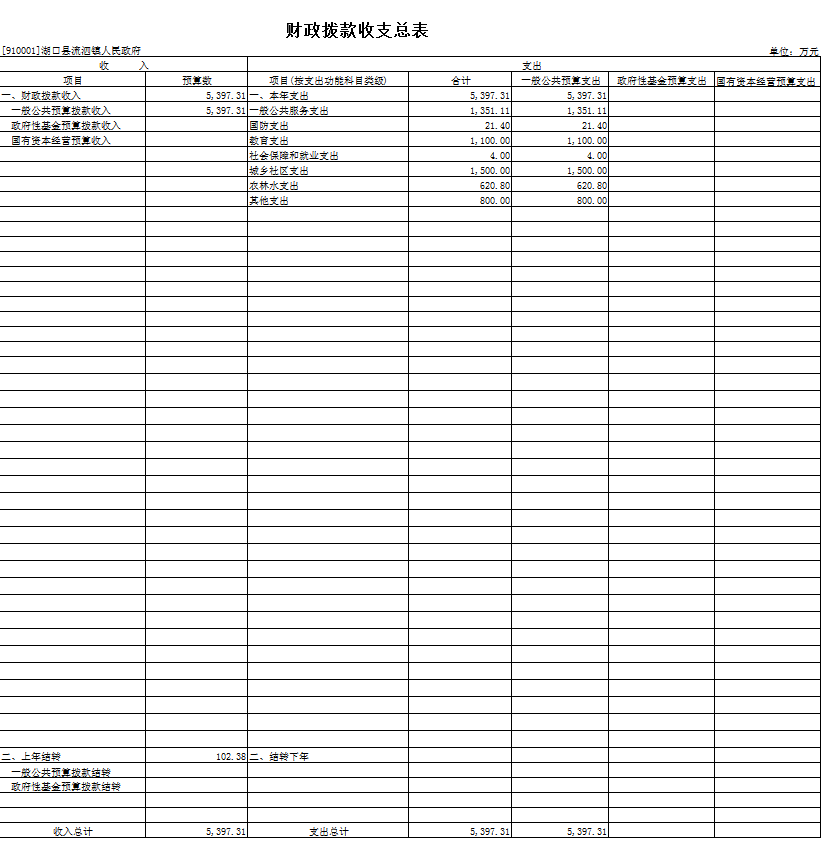 财政拨款收支总表
[910001]湖口县流泗镇人民政府 单位：万元
收 入 支出
项目 预算数 项目(按支出功能科目类级) 合计 一般公共预算支出 政府性基金预算支出 国有资本经营预算支出
一、财政拨款收入 5,397.31 一、本年支出 5,397.31 5,397.31
一般公共预算拨款收入 5,397.31 一般公共服务支出 1,351.11 1,351.11
政府性基金预算拨款收入 国防支出 21.40 21.40
国有资本经营预算收入 教育支出 1,100.00 1,100.00
社会保障和就业支出 4.00 4.00
城乡社区支出 1,500.00 1,500.00
农林水支出 620.80 620.80
其他支出 800.00 800.00
二、上年结转 102.38 二、结转下年
一般公共预算拨款结转
政府性基金预算拨款结转
收入总计 5,397.31 支出总计 5,397.31 5,397.31